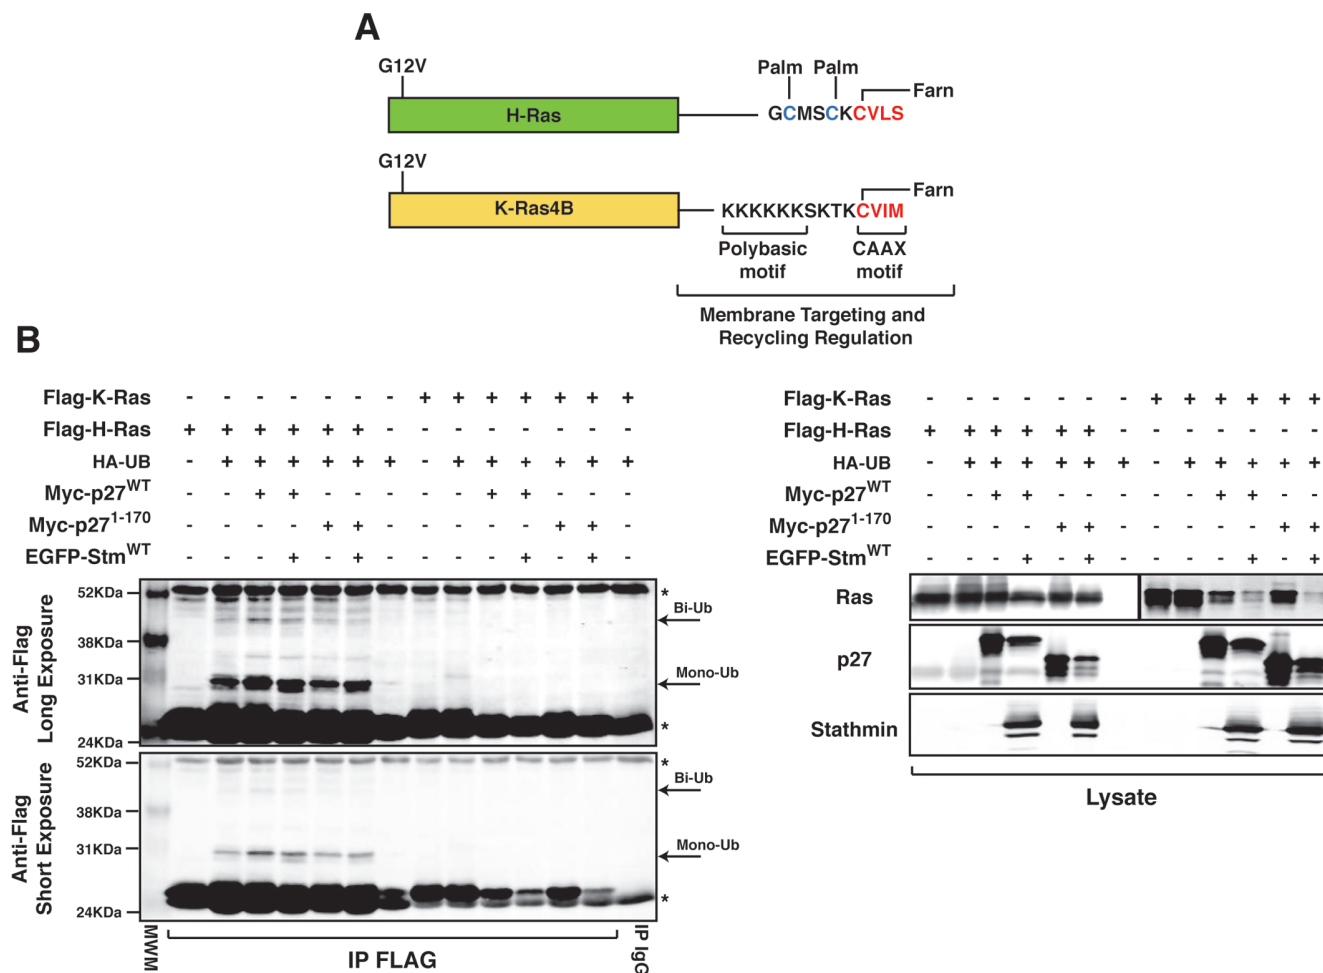 A
G12V
Palm Palm
Farn
H-Ras
GCMSCKCVLS
G12V
Farn
K-Ras4B
KKKKKKSKTKCVIM
Polybasic
motif
CAAX
motif
Membrane Targeting and
Recycling Regulation
B
Flag-K-Ras - - - - - - - + + + + + + +
Flag-H-Ras + + + + + + - - - - - - - -
HA-UB - + + + + + + - + + + + + +
Myc-p27WT - - + + - - - - - + + - - -
Myc-p271-170 - - - - + + - - - - - + + -
EGFP-StmWT - - - + - + - - - - + - + -
Anti-Flag
Long Exposure
52KDa
38KDa
31KDa
24KDa
*
Bi-Ub
Mono-Ub
*
Anti-Flag
Short Exposure
52KDa
38KDa
31KDa
24KDa
*
Bi-Ub
Mono-Ub
*
MWM
IP FLAG
IP IgG
Flag-K-Ras - - - - - - - + + + + + +
Flag-H-Ras + + + + + + - - - - - - -
HA-UB - + + + + + + - + + + + +
Myc-p27WT - - + + - - - - - + + - -
Myc-p271-170 - - - - + + - - - - - + +
EGFP-StmWT - - - + - + - - - - + - +
Ras
p27
Stathmin
Lysate